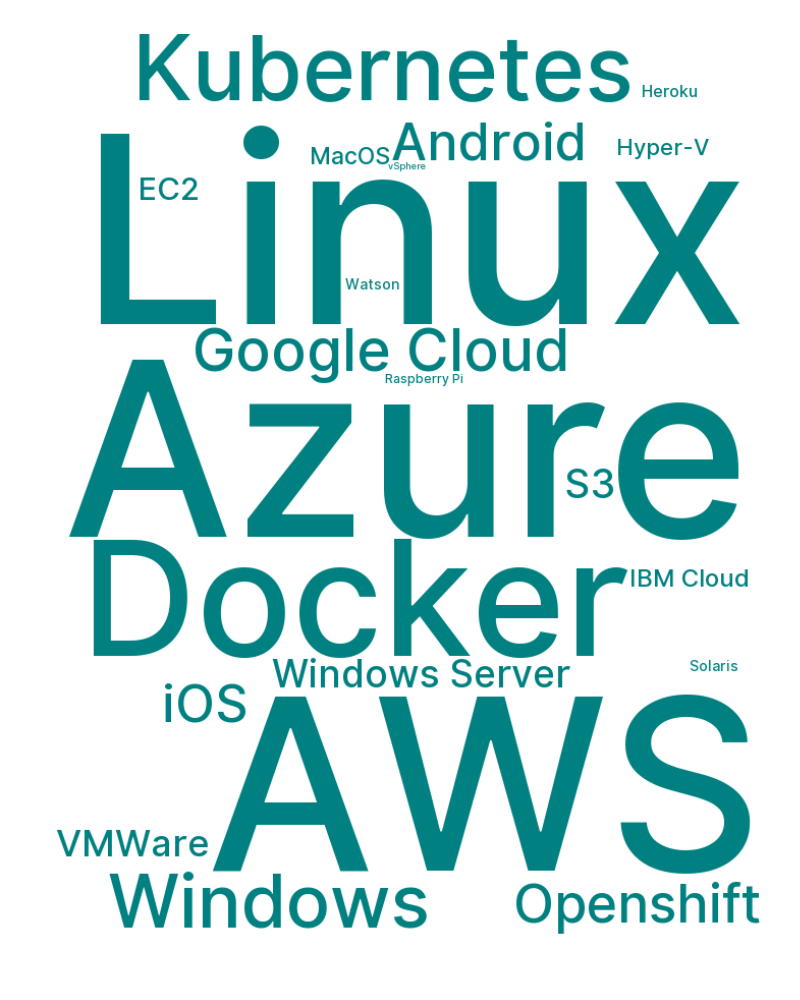 Kubernetes
Heroku
Android
Hyper-V
MacOS
vSphere
EC2
Linux
Watson
Google Cloud
Raspberry Pi
Azure
S3
Docker
IBM Cloud
Windows Server
Solaris
iOS
AWS
VMWare
Windows
Openshift